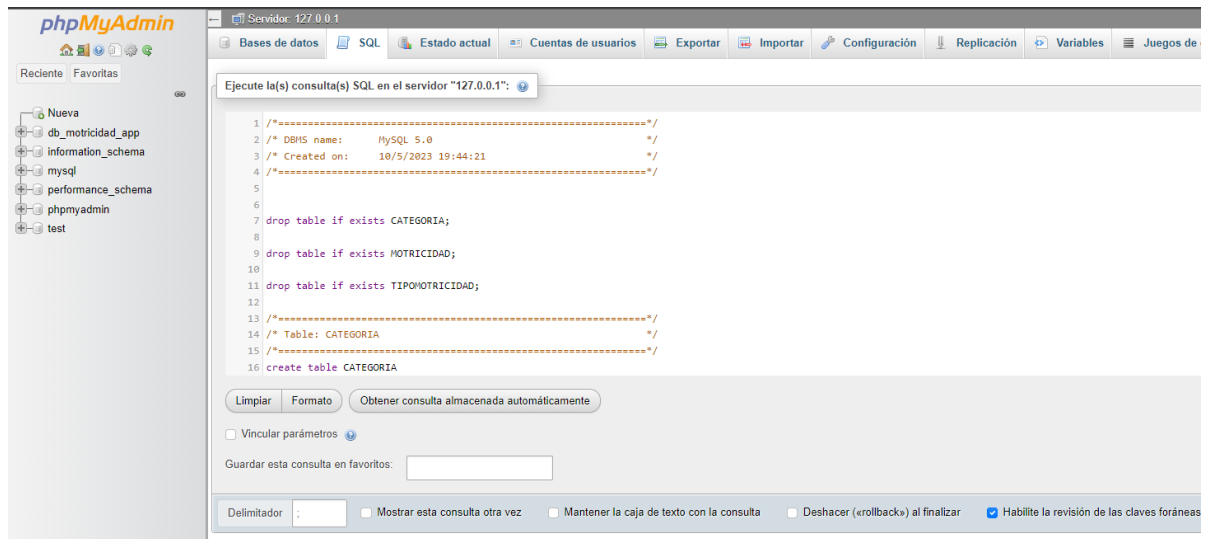 phpMyAdmin
Reciente Favoritas
Nueva
db_motricidad_app
information_schema
mysql
performance_schema
phpmyadmin
test
Servidor: 127.0.0.1
Bases de datos SQL Estado actual Cuentas de usuarios Exportar Importar Configuración Replicación Variables Juegos de
Ejecute la(s) consulta(s) SQL en el servidor "127.0.0.1":
1 /*==============================================================*/
2 /* DBMS name:      MySQL 5.0                                    */
3 /* Created on:     10/5/2023 19:44:21                           */
4 /*==============================================================*/
5
6
7 drop table if exists CATEGORIA;
8
9 drop table if exists MOTRICIDAD;
10
11 drop table if exists TIPOMOTRICIDAD;
12
13 /*==============================================================*/
14 /* Table: CATEGORIA                                             */
15 /*==============================================================*/
16 create table CATEGORIA
Limpiar Formato Obtener consulta almacenada automáticamente
Vincular parámetros
Guardar esta consulta en favoritos:
Delimitador ; Mostrar esta consulta otra vez Mantener la caja de texto con la consulta Deshacer («rollback») al finalizar Habilite la revisión de las claves foráneas